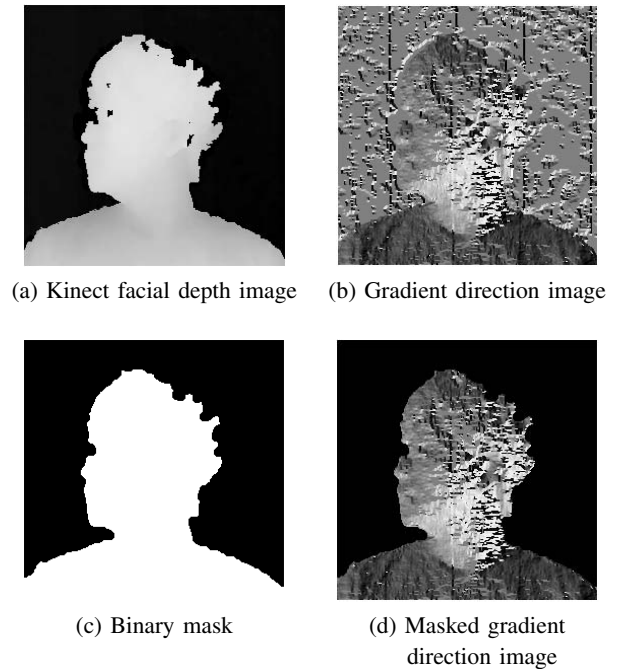 (a) Kinect facial depth image
(b) Gradient direction image
(c) Binary mask
(d) Masked gradient
direction image